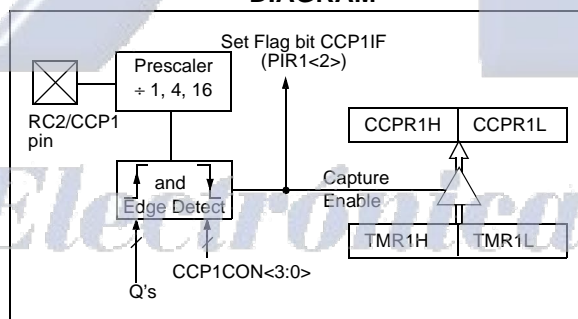 DIAGRAM
Set Flag bit CCP1IF
(PIR1<2>)
Prescaler
÷ 1, 4, 16
RC2/CCP1
pin
CCPR1H CCPR1L
and
Edge Detect
Capture
Enable
TMR1H TMR1L
CCP1CON<3:0>
Q's
Electrónica